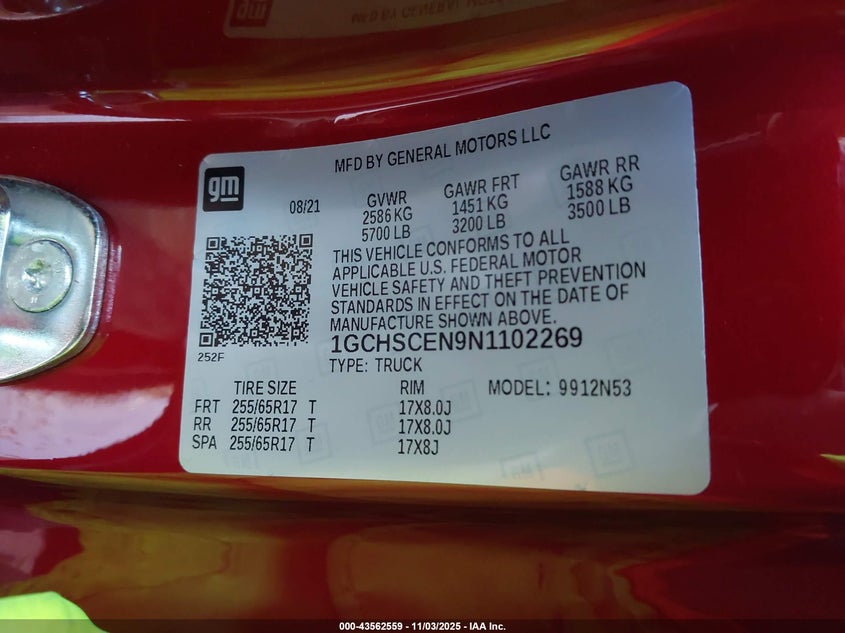 MFD BY GENERAL MOTORS LLC
gm
08/21 GVWR GAWR FRT GAWR RR
2586 KG 1451 KG 1588 KG
5700 LB 3200 LB 3500 LB
THIS VEHICLE CONFORMS TO ALL
APPLICABLE U.S. FEDERAL MOTOR
VEHICLE SAFETY AND THEFT PREVENTION
STANDARDS IN EFFECT ON THE DATE OF
MANUFACTURE SHOWN ABOVE.
1GCHSCEN9N1102269
252F
TYPE: TRUCK
TIRE SIZE RIM MODEL: 9912N53
FRT 255/65R17 T 17X8.0J
RR 255/65R17 T 17X8.0J
SPA 255/65R17 T 17X8J
000-43562559 - 11/03/2025 - IAA Inc.